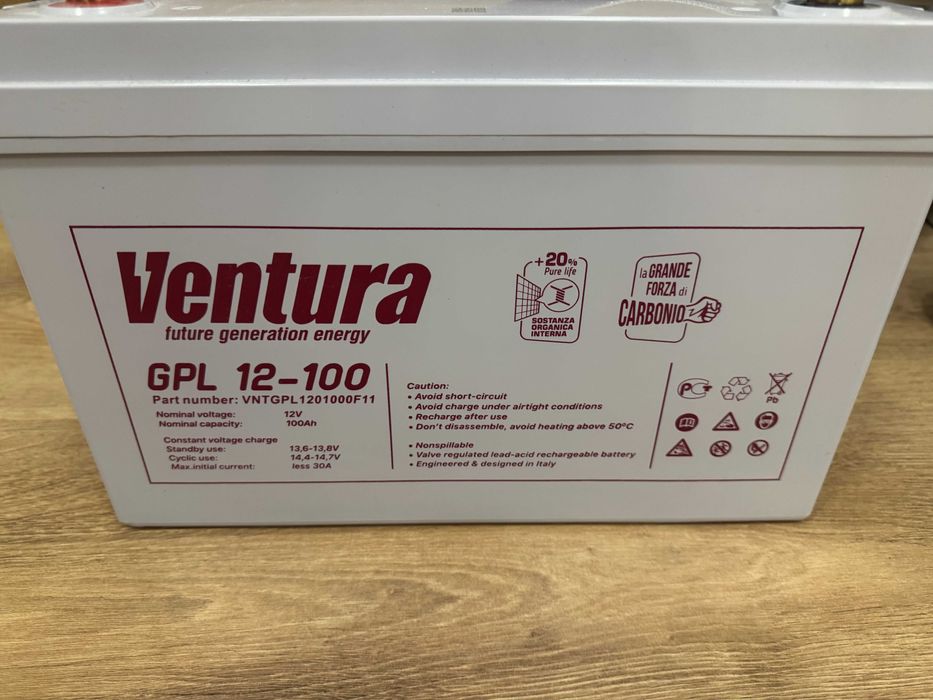 Ventura
future generation energy
+20%
Pure life
SOSTANZA
ORGANICA
INTERNA
la GRANDE
FORZA di
CARBONIO
GPL 12-100
Part number: VNTGPL1201000F11
Nominal voltage: 12V
Nominal capacity: 100Ah
Constant voltage charge
Standby use: 13,6-13,8V
Cyclic use: 14,4-14,7V
Max.initial current: less 30A
Caution:
• Avoid short-circuit
• Avoid charge under airtight conditions
• Recharge after use
• Don't disassemble, avoid heating above 50ºC
• Nonspillable
• Valve regulated lead-acid rechargeable battery
• Engineered & designed in Italy
Pb